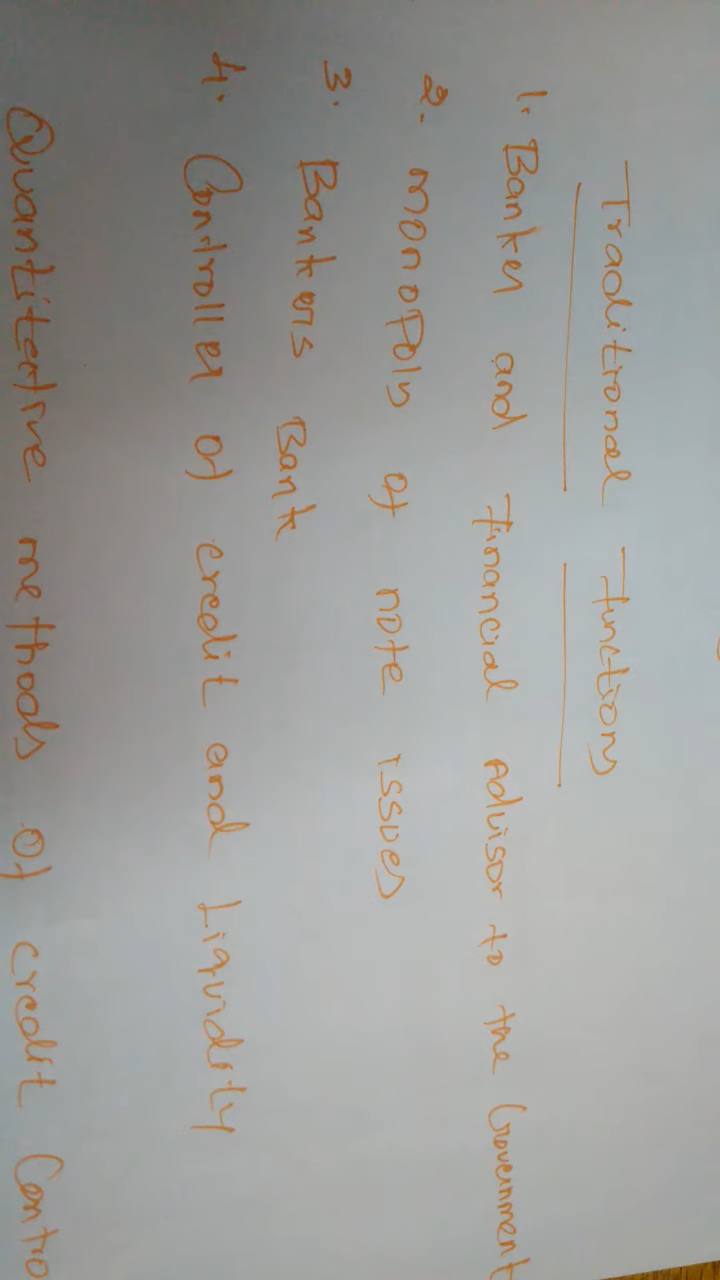 Traditional Functions
1. Banker and Financial Advisor to the Government
2. monopoly of note issues
3. Bankers Bank
4. Controller of credit and Liquidity
Quantitative methods of credit Contro